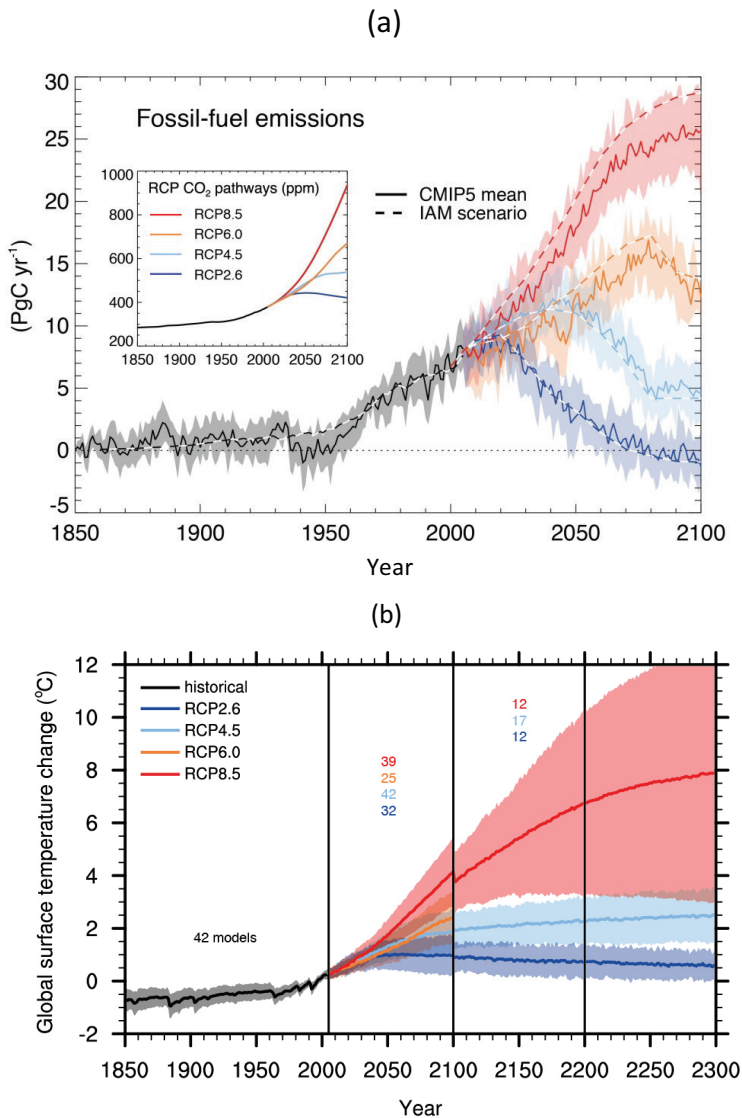 (a)
Fossil-fuel emissions
30
25
20
15
10
5
0
-5
(PgC yr⁻¹)
1000
800
600
400
200
RCP CO₂ pathways (ppm)
RCP8.5
RCP6.0
RCP4.5
RCP2.6
1850 1900 1950 2000 2050 2100
CMIP5 mean
IAM scenario
1850 1900 1950 2000 2050 2100
Year
(b)
12
10
8
6
4
2
0
-2
Global surface temperature change (°C)
historical
RCP2.6
RCP4.5
RCP6.0
RCP8.5
42 models
39
25
42
32
12
17
12
1850 1900 1950 2000 2050 2100 2150 2200 2250 2300
Year